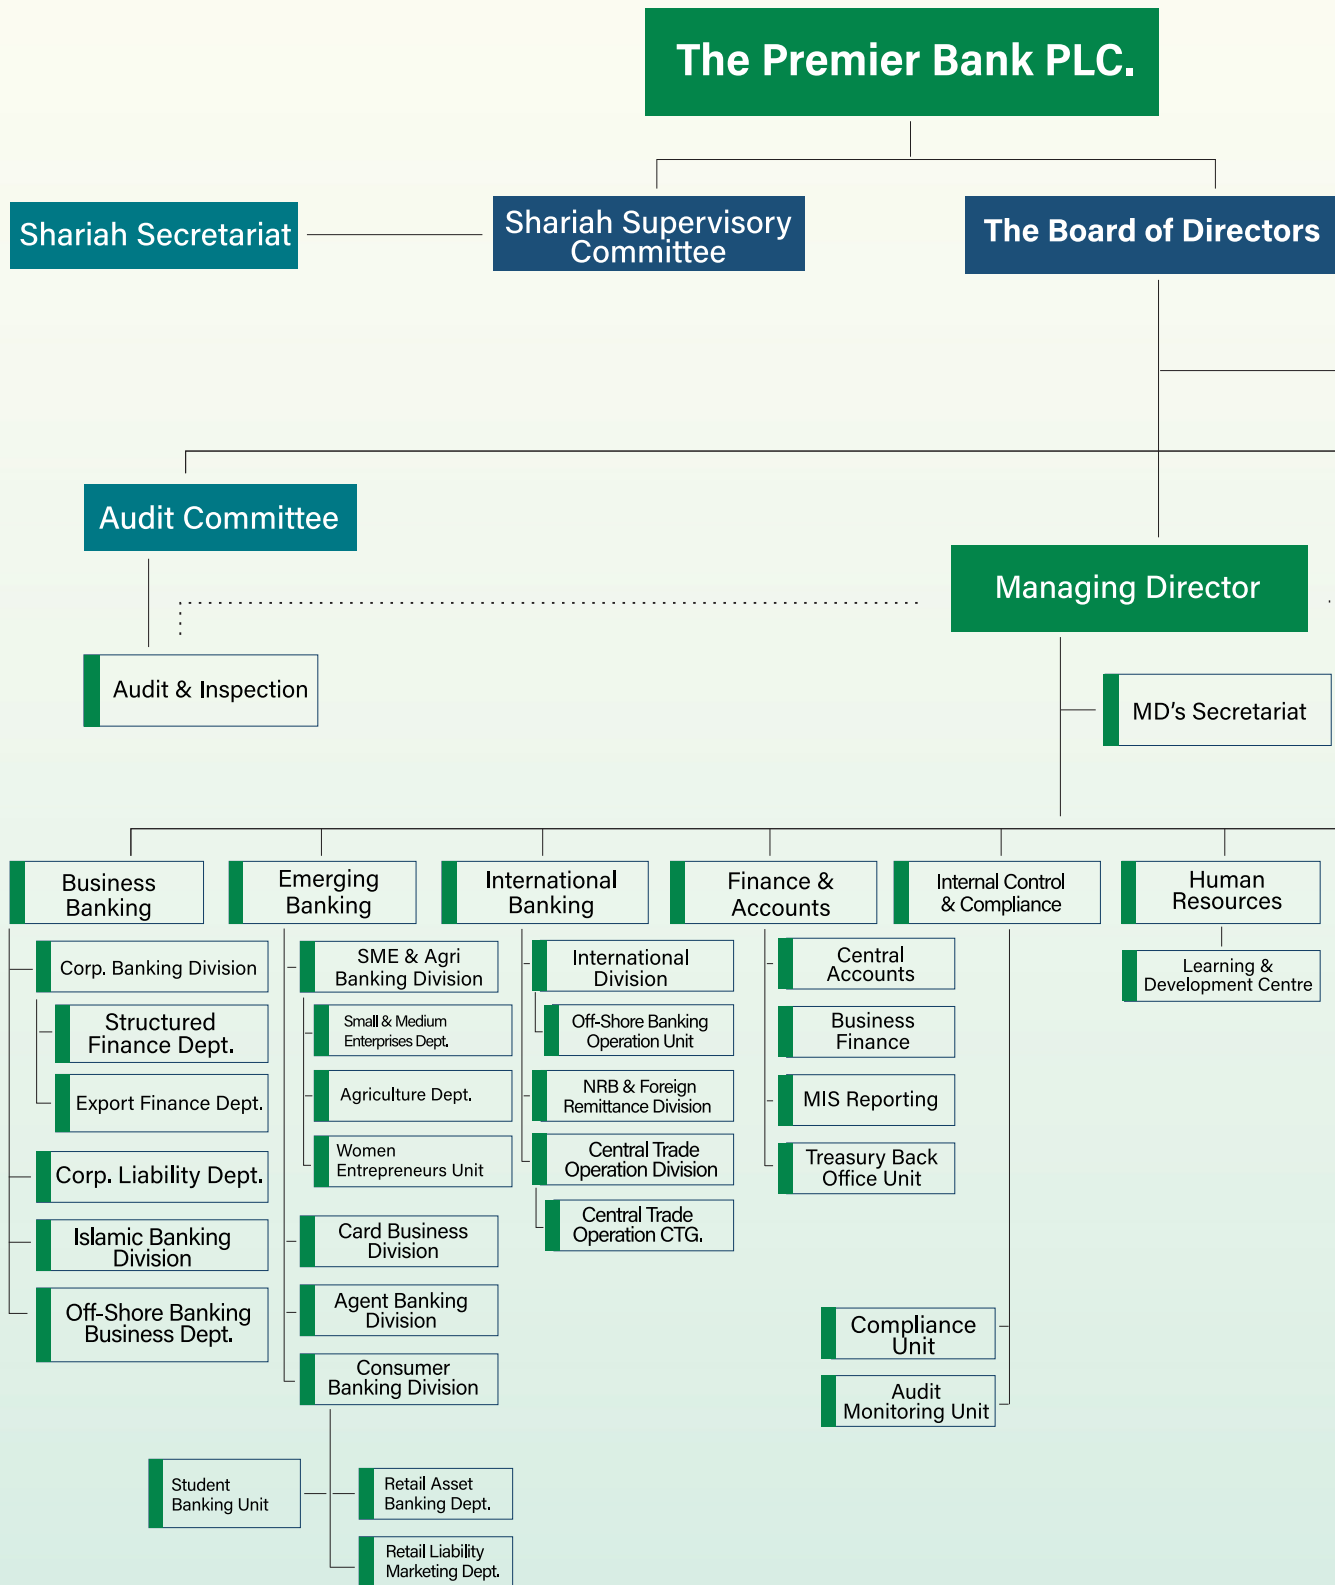 The Premier Bank PLC.
Shariah Secretariat
Shariah Supervisory
Committee
The Board of Directors
Audit Committee
Managing Director
Audit & Inspection
MD's Secretariat
Business
Banking
Emerging
Banking
International
Banking
Finance &
Accounts
Internal Control
& Compliance
Human
Resources
Corp. Banking Division
Structured
Finance Dept.
Export Finance Dept.
Corp. Liability Dept.
Islamic Banking
Division
Off-Shore Banking
Business Dept.
SME & Agri
Banking Division
Small & Medium
Enterprises Dept.
Agriculture Dept.
Women
Entrepreneurs Unit
Card Business
Division
Agent Banking
Division
Consumer
Banking Division
Student
Banking Unit
Retail Asset
Banking Dept.
Retail Liability
Marketing Dept.
International
Division
Off-Shore Banking
Operation Unit
NRB & Foreign
Remittance Division
Central Trade
Operation Division
Central Trade
Operation CTG.
Central
Accounts
Business
Finance
MIS Reporting
Treasury Back
Office Unit
Compliance
Unit
Audit
Monitoring Unit
Learning &
Development Centre